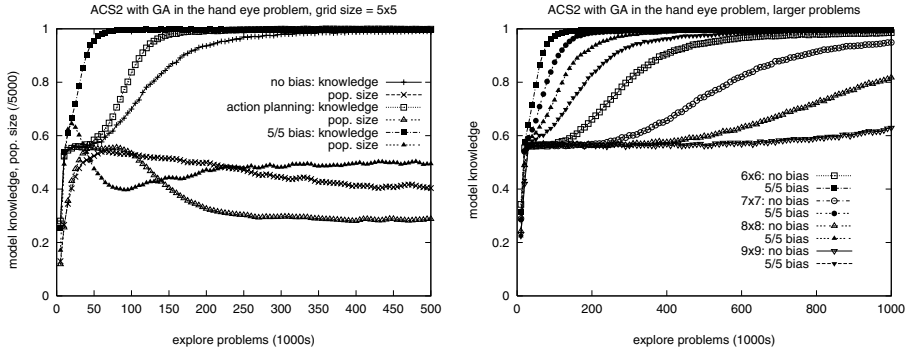 ACS2 with GA in the hand eye problem, grid size = 5x5
model knowledge, pop. size (/5000)
1
0.8
0.6
0.4
0.2
0
no bias: knowledge
pop. size
action planning: knowledge
pop. size
5/5 bias: knowledge
pop. size
0 50 100 150 200 250 300 350 400 450 500
explore problems (1000s)
ACS2 with GA in the hand eye problem, larger problems
model knowledge
1
0.8
0.6
0.4
0.2
0
6x6: no bias
5/5 bias
7x7: no bias
5/5 bias
8x8: no bias
5/5 bias
9x9: no bias
5/5 bias
0 200 400 600 800 1000
explore problems (1000s)